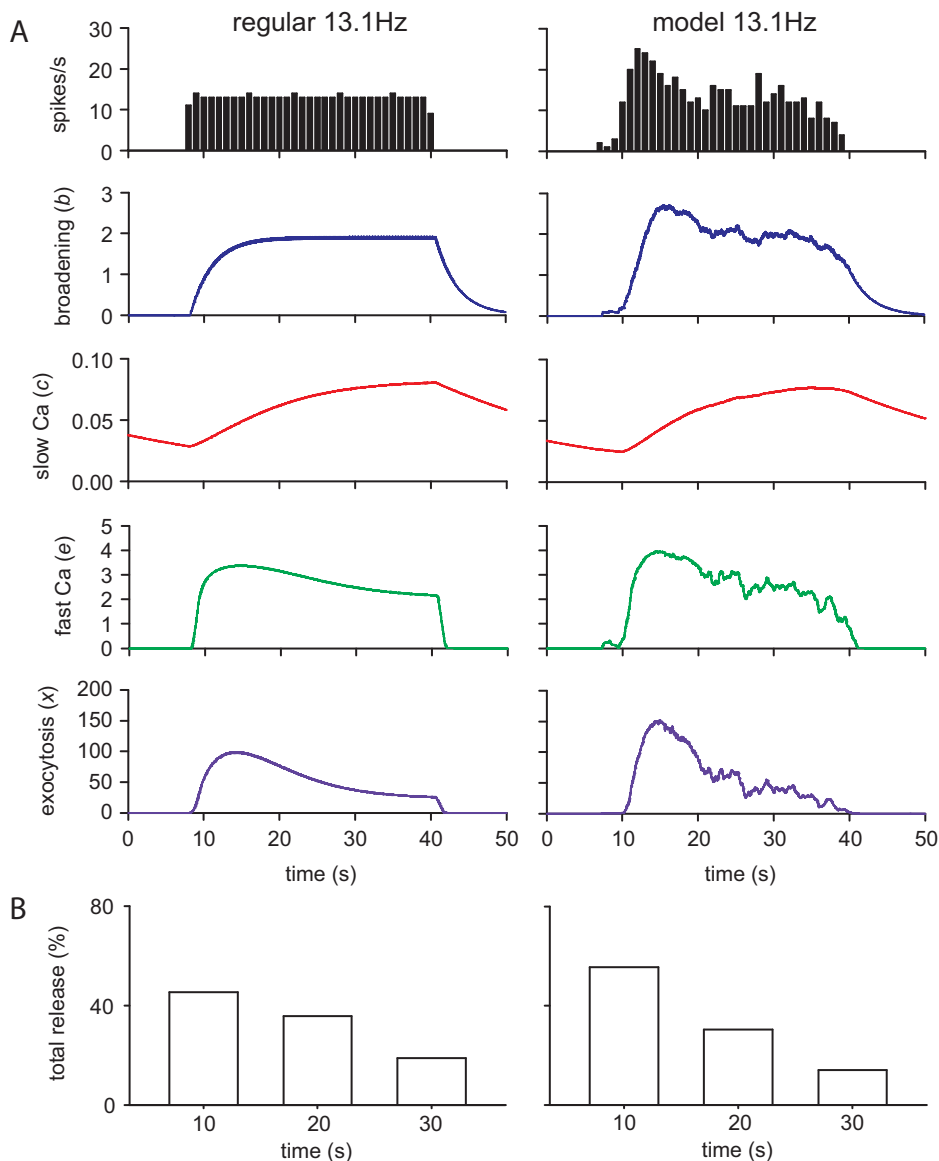 A
regular 13.1Hz
model 13.1Hz
spikes/s
30
20
10
0
broadening (b)
3
2
1
0
slow Ca (c)
0.10
0.05
0.00
fast Ca (e)
5
4
3
2
1
0
exocytosis (x)
200
150
100
50
0
0 10 20 30 40 50
time (s)
0 10 20 30 40 50
time (s)
B
total release (%)
80
40
0
10 20 30
time (s)
10 20 30
time (s)